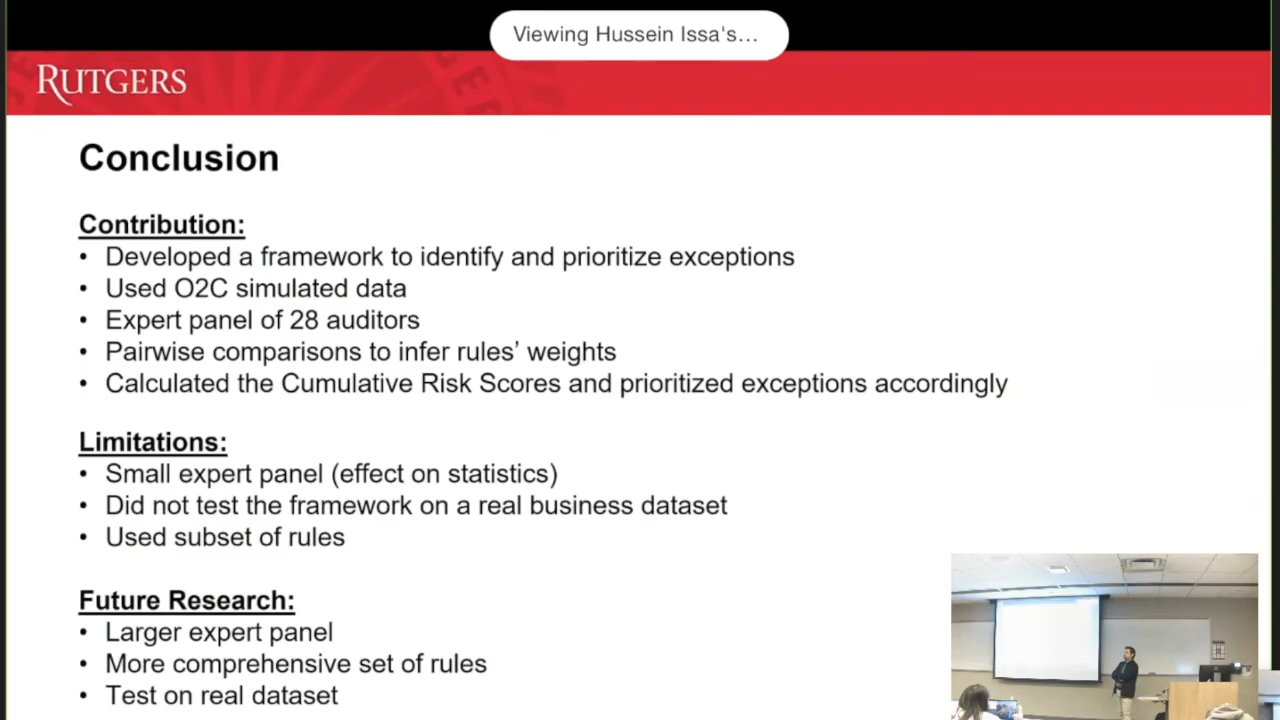 Viewing Hussein Issa's...
RUTGERS
Conclusion
Contribution:
• Developed a framework to identify and prioritize exceptions
• Used O2C simulated data
• Expert panel of 28 auditors
• Pairwise comparisons to infer rules' weights
• Calculated the Cumulative Risk Scores and prioritized exceptions accordingly
Limitations:
• Small expert panel (effect on statistics)
• Did not test the framework on a real business dataset
• Used subset of rules
Future Research:
• Larger expert panel
• More comprehensive set of rules
• Test on real dataset